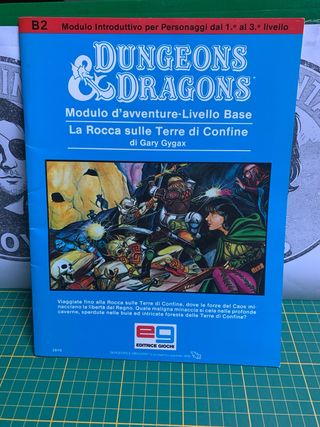 B2 Modulo Introduttivo per Personaggi dal 1.º al 3.º livello
DUNGEONS
& DRAGONS
Modulo d'avventure-Livello Base
La Rocca sulle Terre di Confine
di Gary Gygax
Viaggiate fino alla Rocca sulle Terre di Confine, dove le forze del Caos mi-
nacciano la libertà del Regno. Quale maligna minaccia si cela nelle profonde
caverne, sperdute nelle buie ed intricate foreste delle Terre di Confine?
eg
EDITRICE GIOCHI